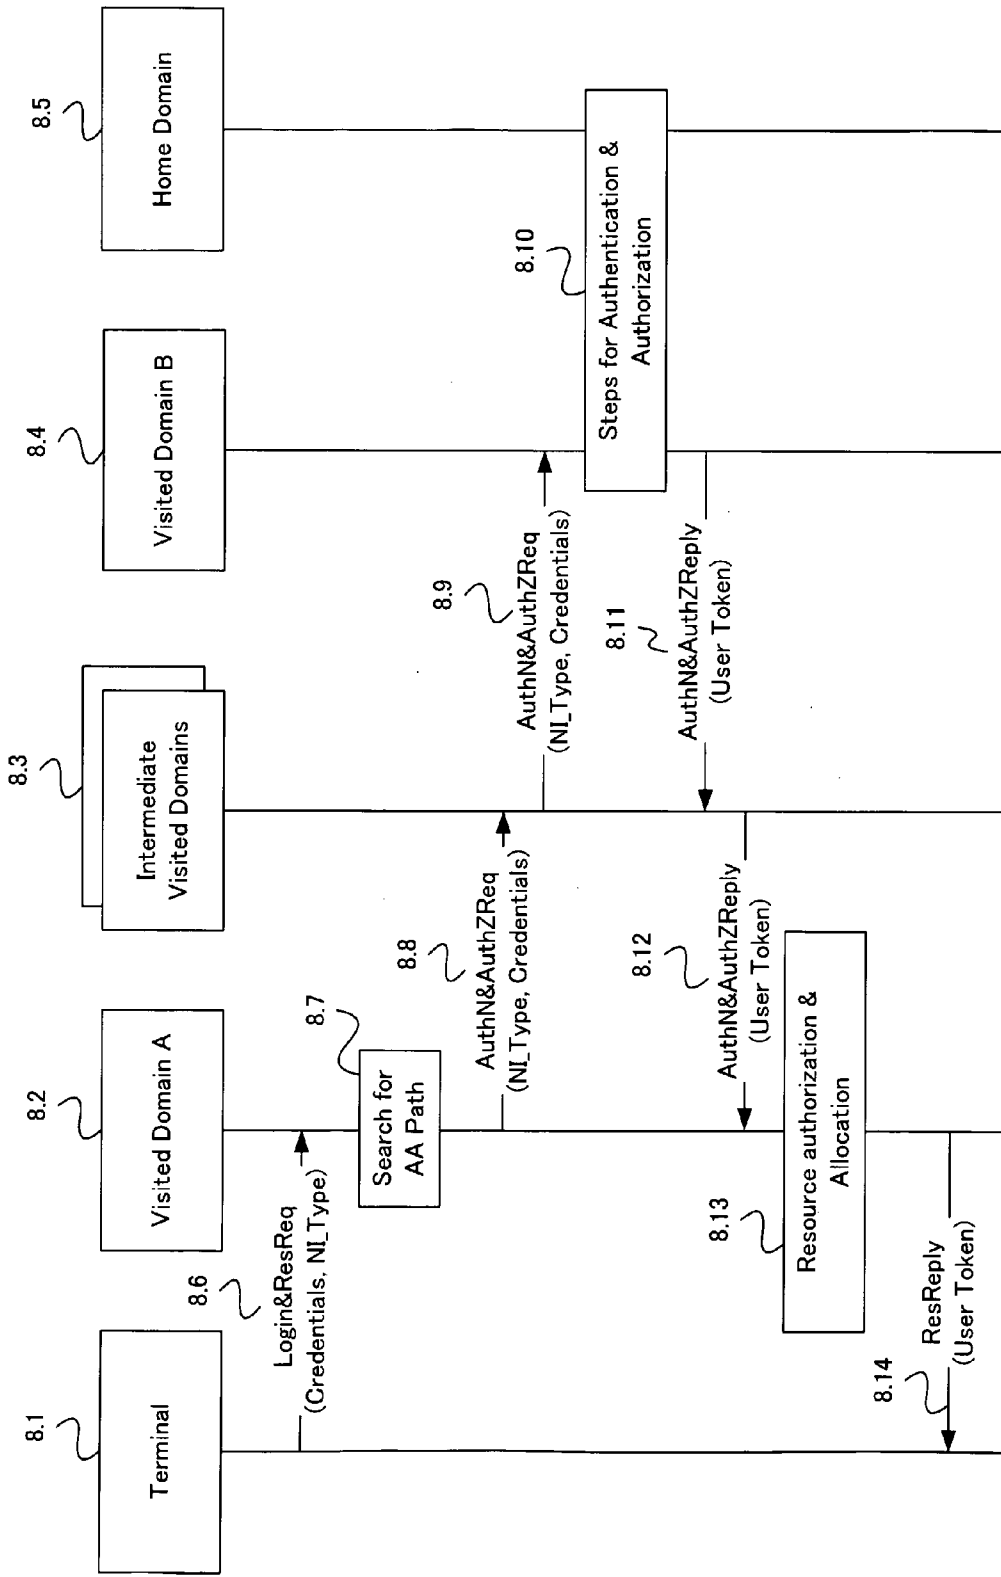 8.1
Terminal
8.2
Visited Domain A
8.3
Intermediate
Visited Domains
8.4
Visited Domain B
8.5
Home Domain
8.6
Login&ResReq
(Credentials, NI_Type)
8.7
Search for
AA Path
8.8
AuthN&AuthZReq
(NI_Type, Credentials)
8.9
AuthN&AuthZReq
(NI_Type, Credentials)
8.10
Steps for Authentication &
Authorization
8.11
AuthN&AuthZReply
(User Token)
8.12
AuthN&AuthZReply
(User Token)
8.13
Resource authorization &
Allocation
8.14
ResReply
(User Token)